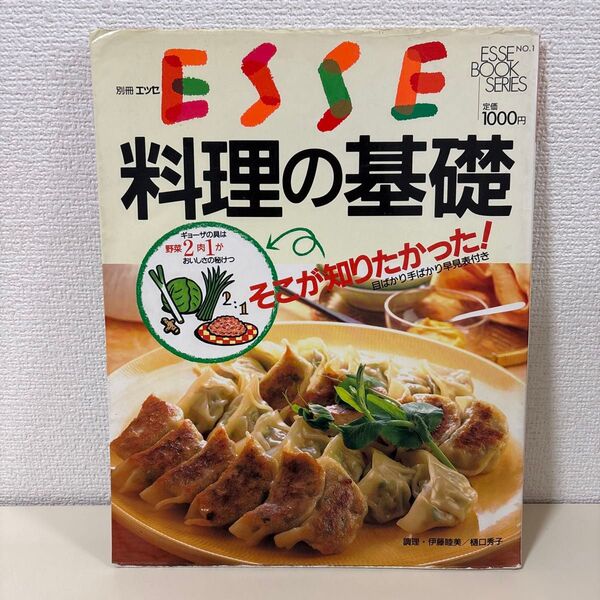 別冊 エッセ
ESSE
ESSE NO.1
BOOK
SERIES
定価
1000円
料理の基礎
ギョーザの具は
野菜2肉1が
おいしさの秘けつ
2:1
そこが知りたかった!
目ばかり手ばかり早見表付き
調理・伊藤睦美/樋口秀子